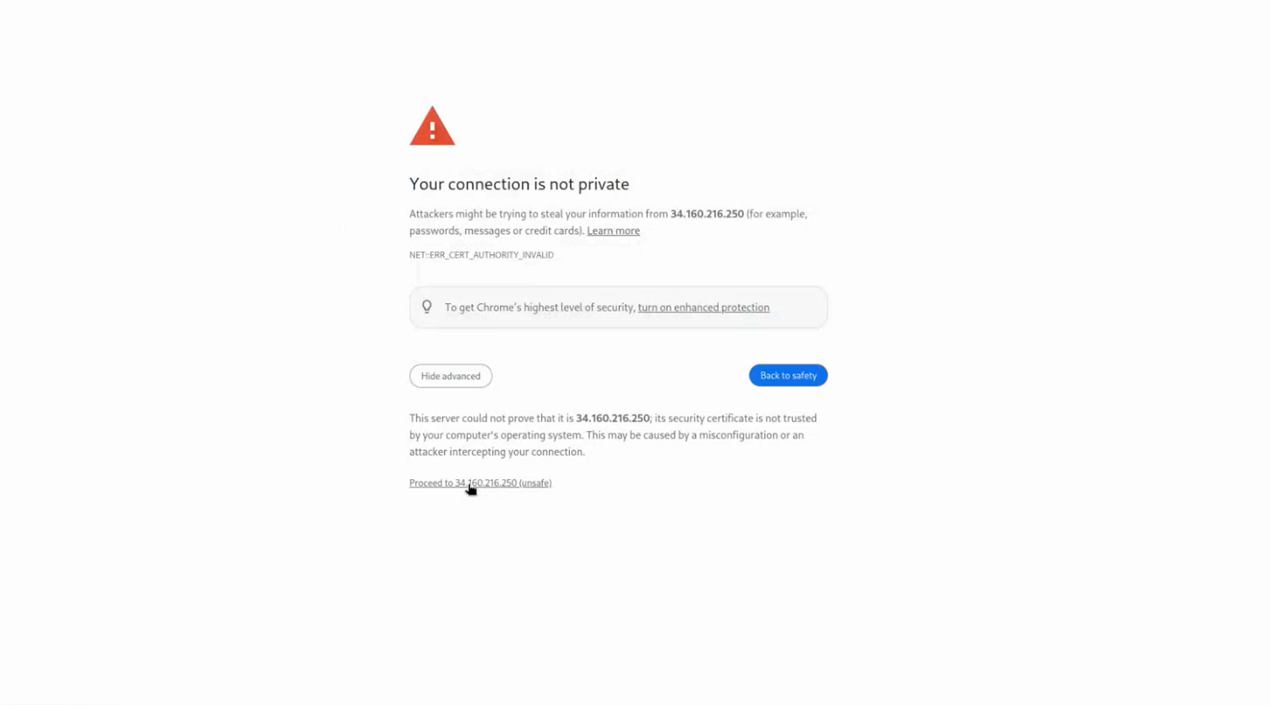 Your connection is not private
Attackers might be trying to steal your information from 34.160.216.250 (for example,
passwords, messages or credit cards). Learn more
NET::ERR_CERT_AUTHORITY_INVALID
To get Chrome's highest level of security, turn on enhanced protection
Hide advanced
Back to safety
This server could not prove that it is 34.160.216.250; its security certificate is not trusted
by your computer's operating system. This may be caused by a misconfiguration or an
attacker intercepting your connection.
Proceed to 34.160.216.250 (unsafe)